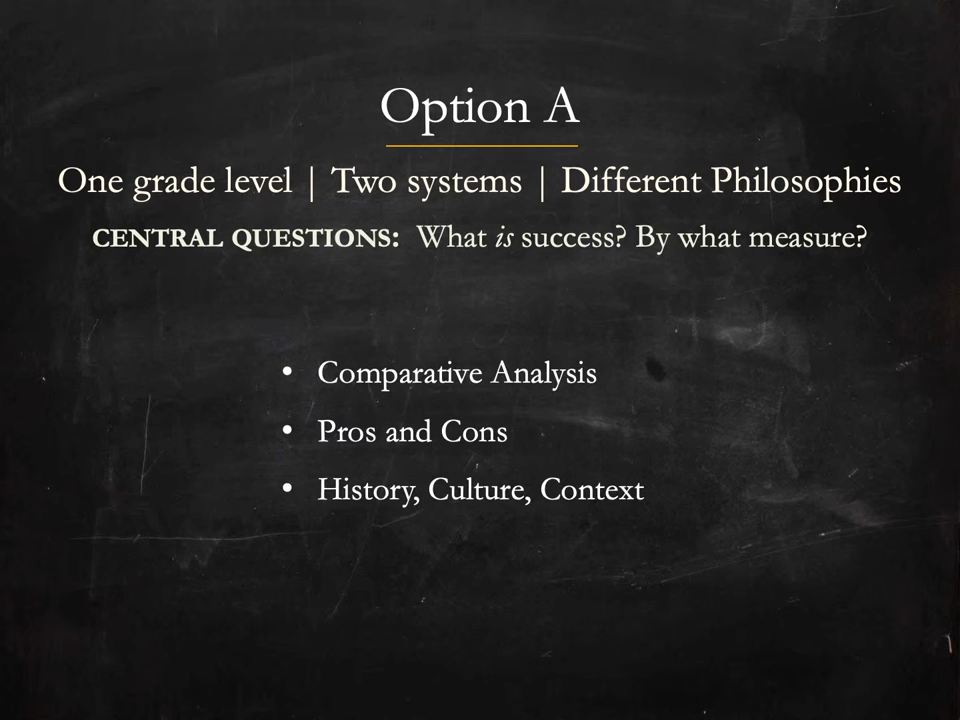 Option A
One grade level | Two systems | Different Philosophies
CENTRAL QUESTIONS: What is success? By what measure?
• Comparative Analysis
• Pros and Cons
• History, Culture, Context